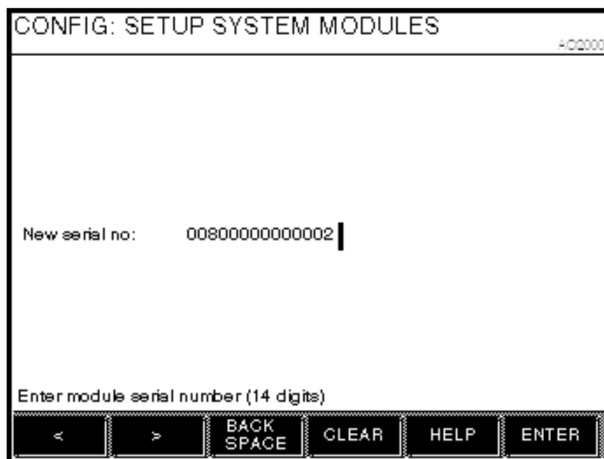 CONFIG: SETUP SYSTEM MODULES
AO2000
New serial no: 00800000000002
Enter module serial number (14 digits)
< > BACK SPACE CLEAR HELP ENTER